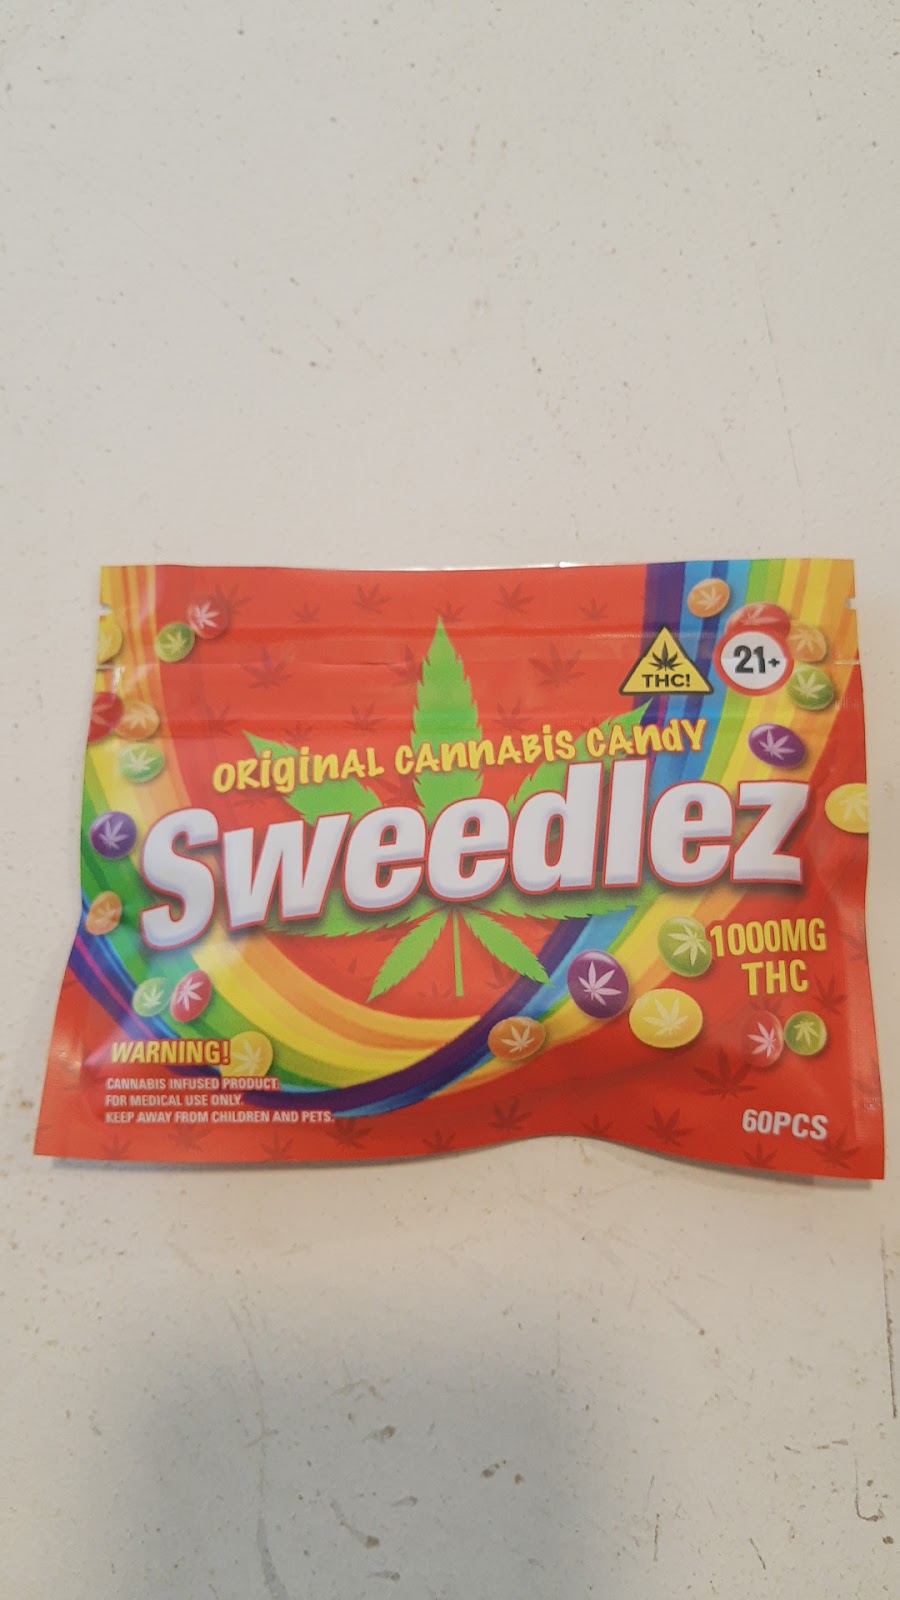 THC!
21+
ORiginAL CAnnABiS CAndY
Sweedlez
1000MG
THC
WARNING!
CANNABIS INFUSED PRODUCT.
FOR MEDICAL USE ONLY.
KEEP AWAY FROM CHILDREN AND PETS.
60PCS